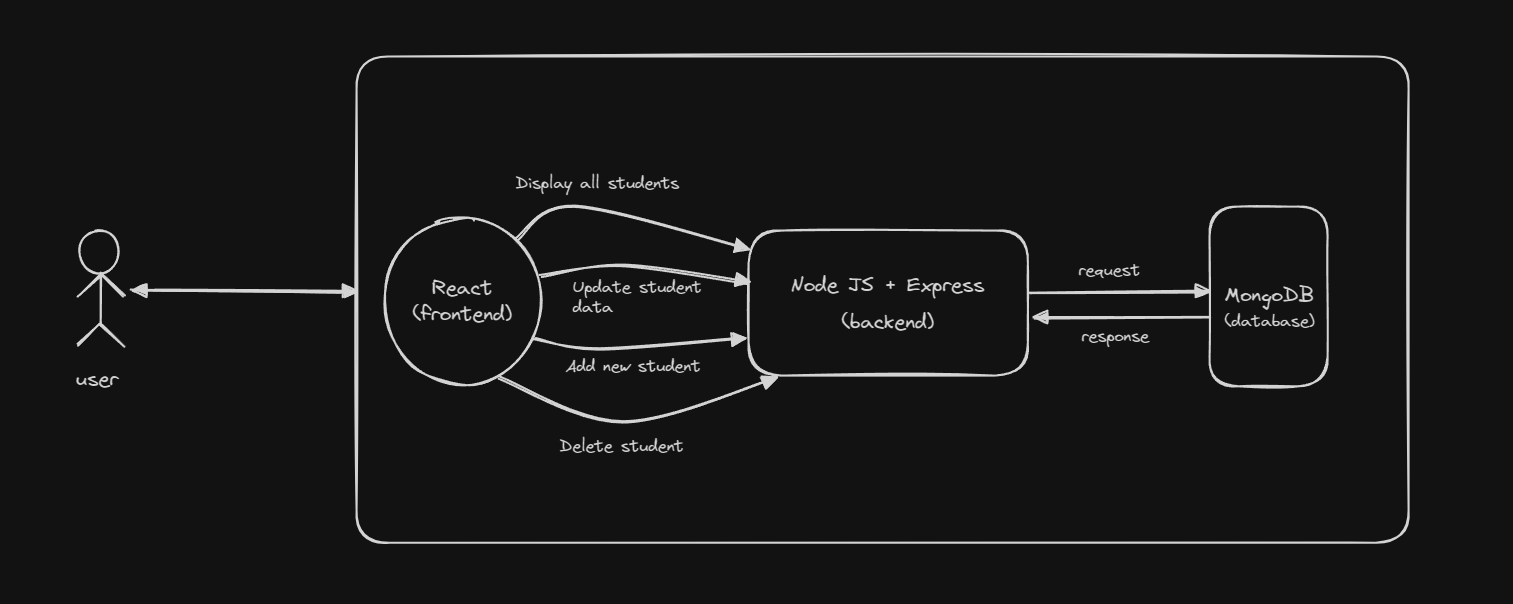 Display all students
React
(frontend)
Update student
data
Add new student
Delete student
Node JS + Express
(backend)
request
response
MongoDB
(database)
user